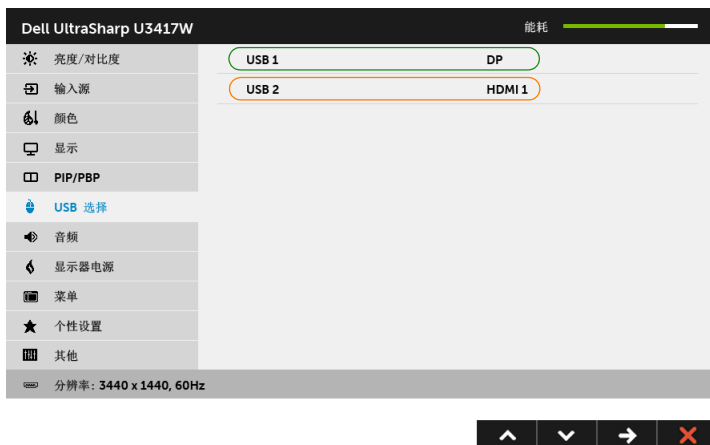 Dell UltraSharp U3417W 能耗
亮度/对比度 USB 1 DP
输入源 USB 2 HDMI 1
颜色
显示
PIP/PBP
USB 选择
音频
显示器电源
菜单
个性设置
其他
分辨率: 3440 x 1440, 60Hz